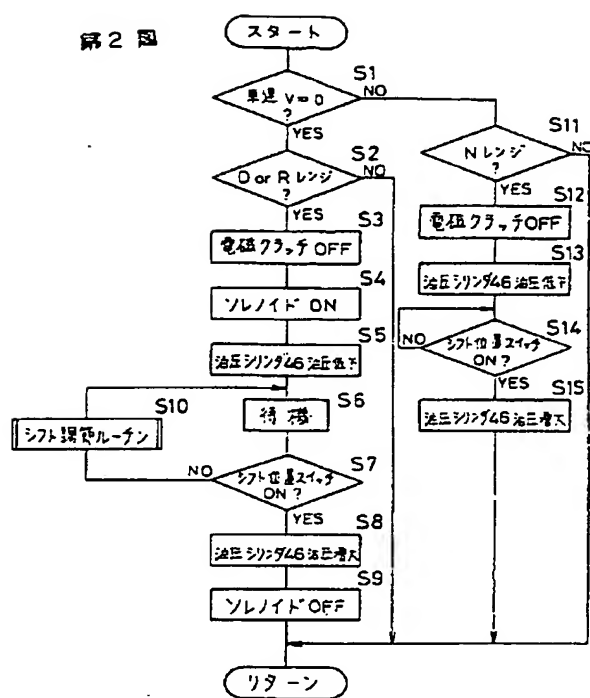 第2図
スタート
S1
車速 V=0
?
NO
YES
S2
D or R レンジ
?
NO
YES
S3
電磁クラッチ OFF
S4
ソレノイド ON
S5
油圧シリンダ46 油圧低下
S6
待機
S7
シフト位置スイッチ
ON?
NO
YES
S10
シフト調節ルーチン
S8
油圧シリンダ46 油圧増大
S9
ソレノイド OFF
リターン
S11
Nレンジ
?
NO
YES
S12
電磁クラッチOFF
S13
油圧シリンダ46 油圧低下
S14
シフト位置スイッチ
ON?
NO
YES
S15
油圧シリンダ46 油圧増大